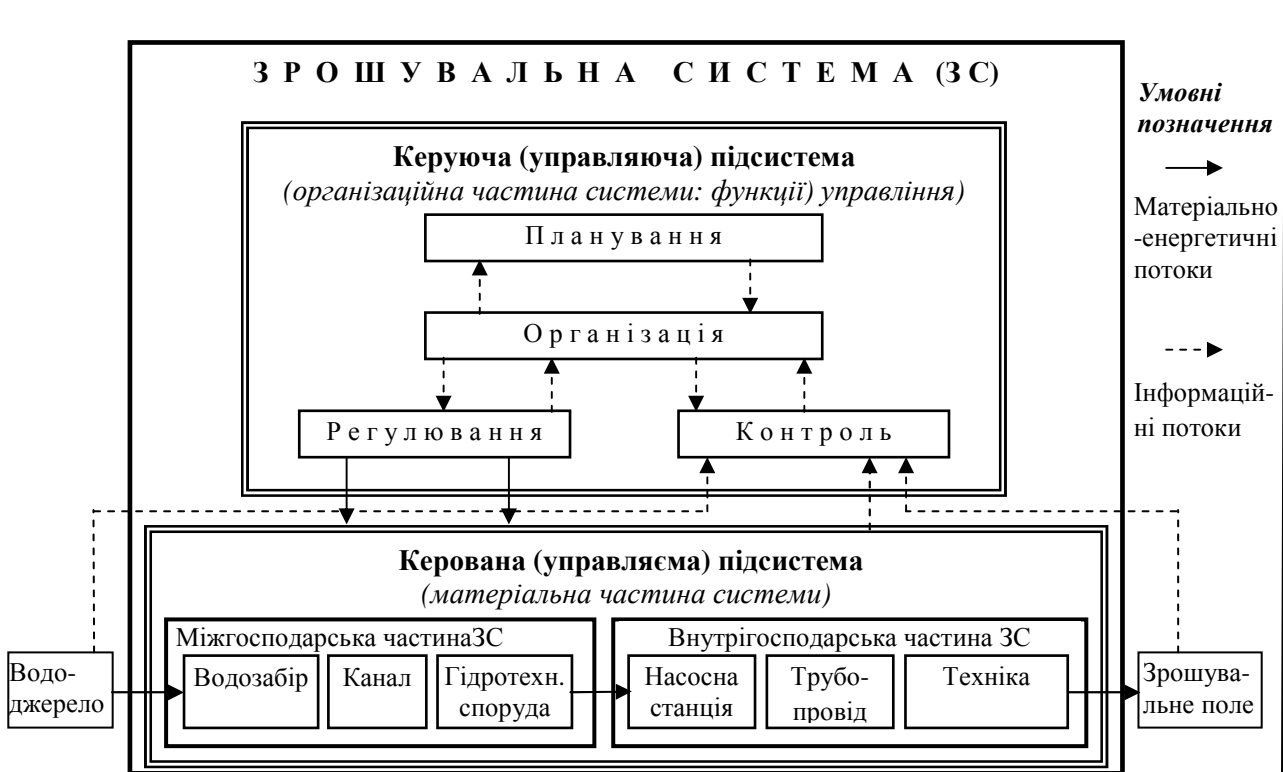 З Р О Ш У В А Л Ь Н А С И С Т Е М А (З С)
Умовні
позначення
Матеріально
-енергетичні
потоки
Інформацій-
ні потоки
Керуюча (управляюча) підсистема
(організаційна частина системи: функції) управління)
П л а н у в а н н я
О р г а н і з а ц і я
Р е г у л ю в а н н я
К о н т р о л ь
Керована (управляєма) підсистема
(матеріальна частина системи)
Міжгосподарська частинаЗС
Водозабір
Канал
Гідротехн.
споруда
Внутрігосподарська частина ЗС
Насосна
станція
Трубо-
провід
Техніка
Водо-
джерело
Зрошува-
льне поле